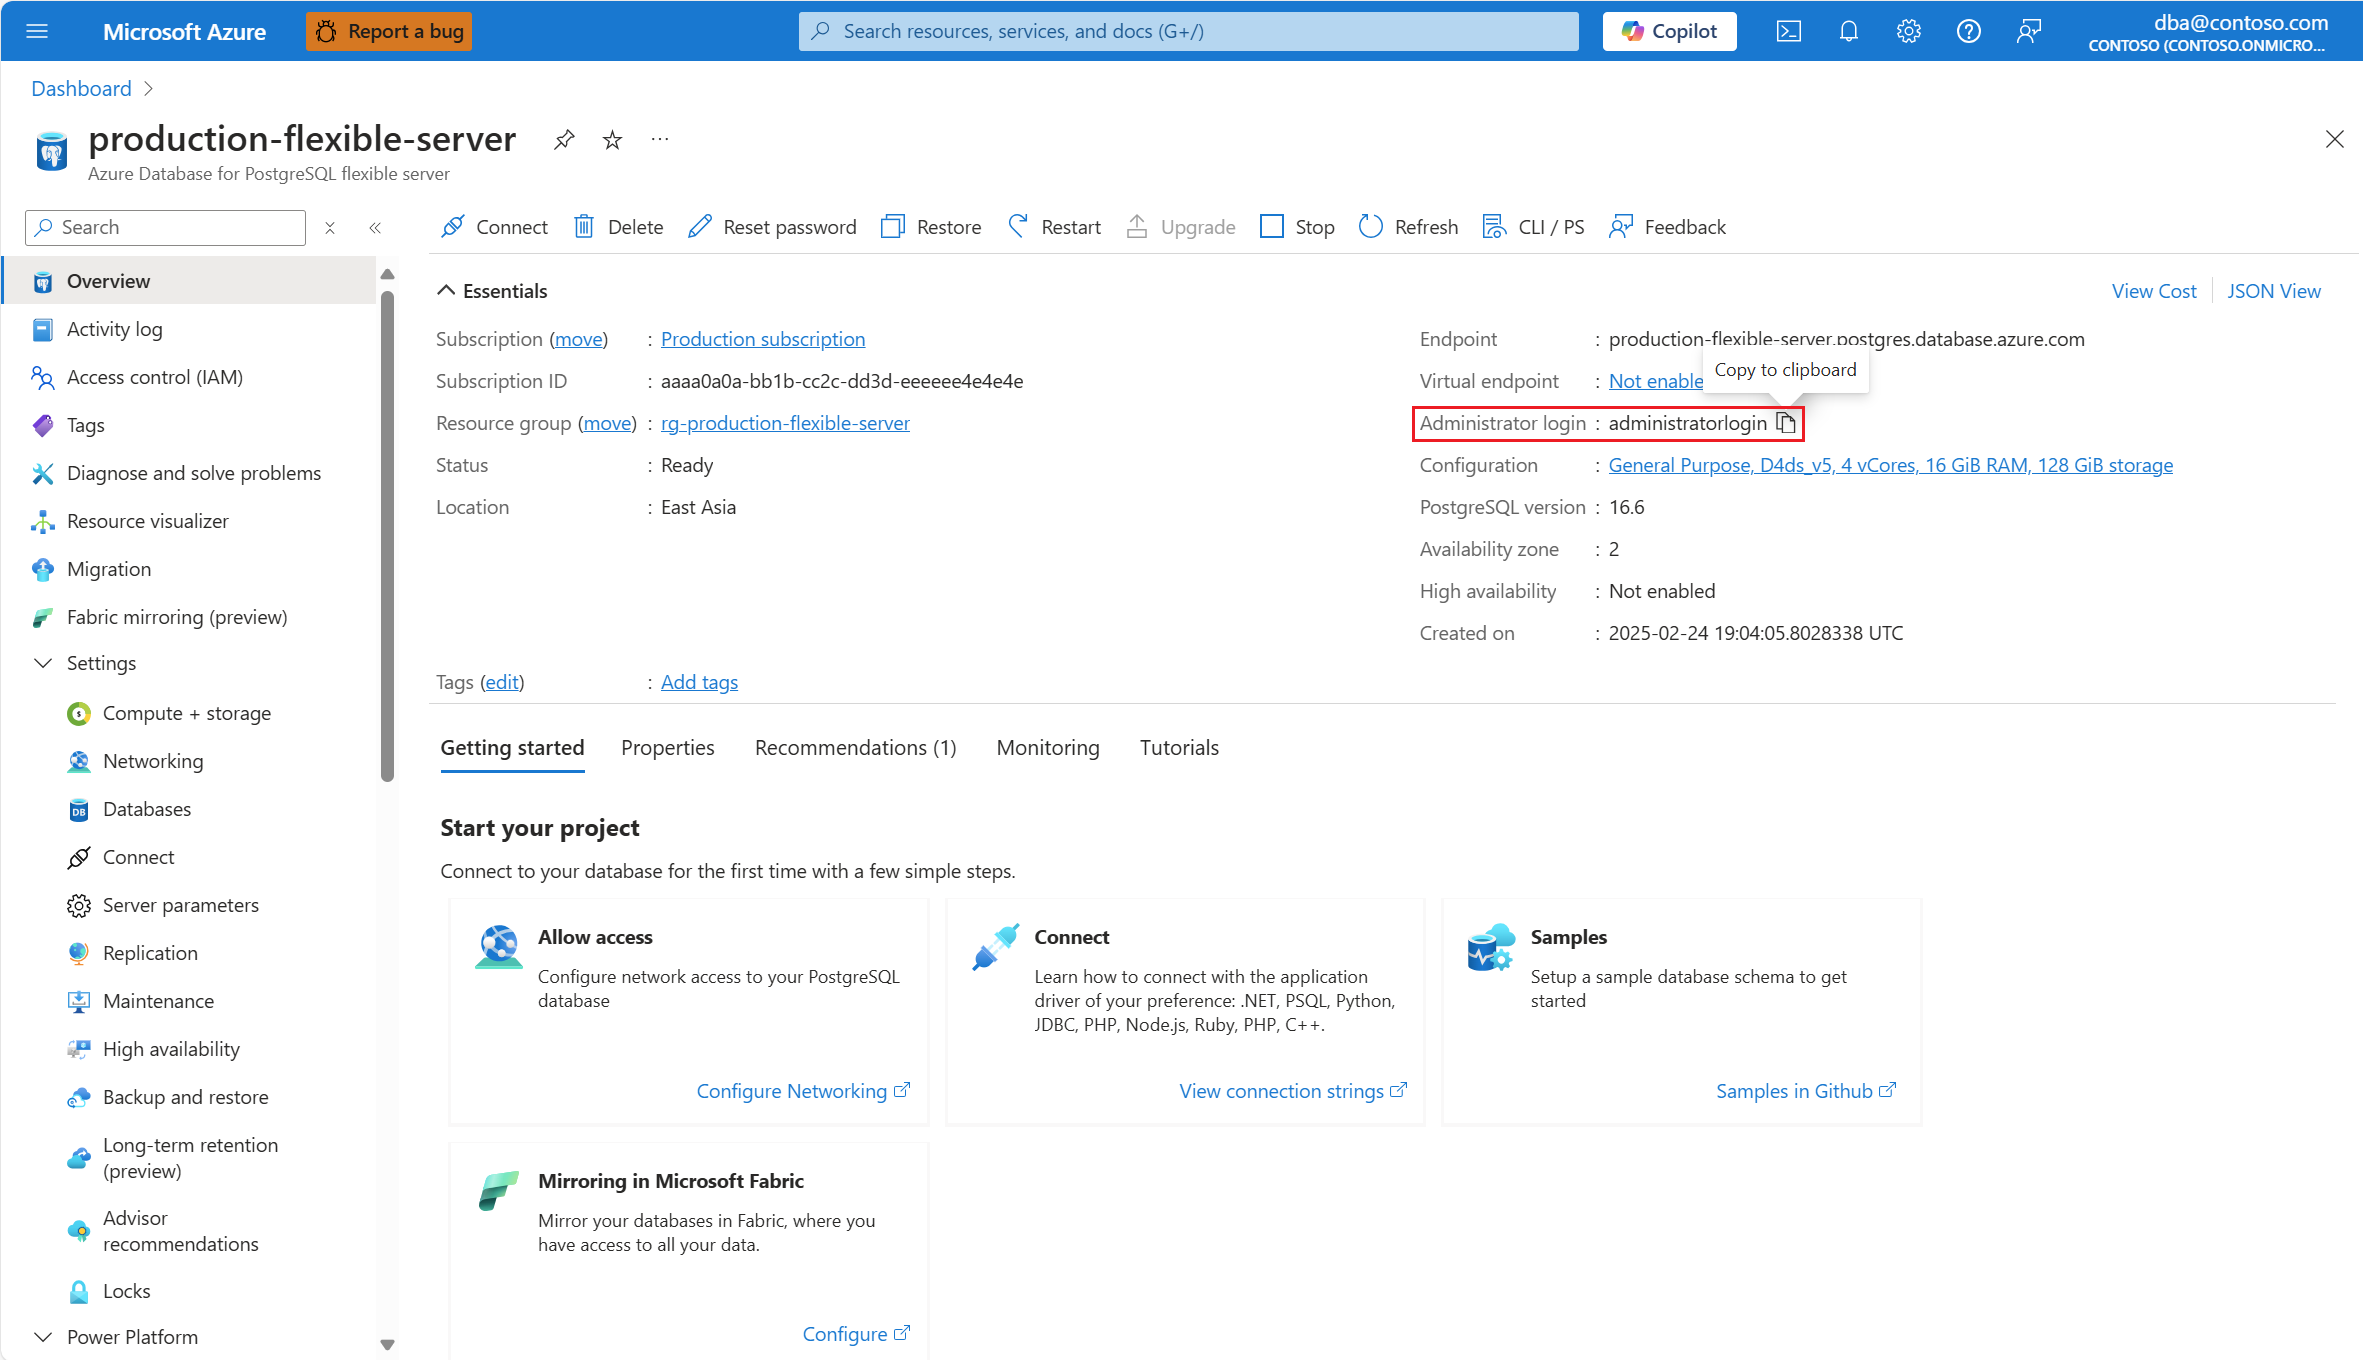 Microsoft Azure
Report a bug
Search resources, services, and docs (G+/)
Copilot
dba@contoso.com
CONTOSO (CONTOSO.ONMICRO...
Dashboard
production-flexible-server
Azure Database for PostgreSQL flexible server
Search
Connect
Delete
Reset password
Restore
Restart
Upgrade
Stop
Refresh
CLI / PS
Feedback
Overview
Activity log
Access control (IAM)
Tags
Diagnose and solve problems
Resource visualizer
Migration
Fabric mirroring (preview)
Settings
Compute + storage
Networking
Databases
Connect
Server parameters
Replication
Maintenance
High availability
Backup and restore
Long-term retention
(preview)
Advisor
recommendations
Locks
Power Platform
Essentials
View Cost
JSON View
Subscription (move) : Production subscription
Subscription ID : aaaa0a0a-bb1b-cc2c-dd3d-eeeeee4e4e4e
Resource group (move) : rg-production-flexible-server
Status : Ready
Location : East Asia
Endpoint : production-flexible-server.postgres.database.azure.com
Virtual endpoint : Not enable
Copy to clipboard
Administrator login : administratorlogin
Configuration : General Purpose, D4ds_v5, 4 vCores, 16 GiB RAM, 128 GiB storage
PostgreSQL version : 16.6
Availability zone : 2
High availability : Not enabled
Created on : 2025-02-24 19:04:05.8028338 UTC
Tags (edit) : Add tags
Getting started
Properties
Recommendations (1)
Monitoring
Tutorials
Start your project
Connect to your database for the first time with a few simple steps.
Allow access
Configure network access to your PostgreSQL
database
Configure Networking
Connect
Learn how to connect with the application
driver of your preference: .NET, PSQL, Python,
JDBC, PHP, Node.js, Ruby, PHP, C++.
View connection strings
Samples
Setup a sample database schema to get
started
Samples in Github
Mirroring in Microsoft Fabric
Mirror your databases in Fabric, where you
have access to all your data.
Configure